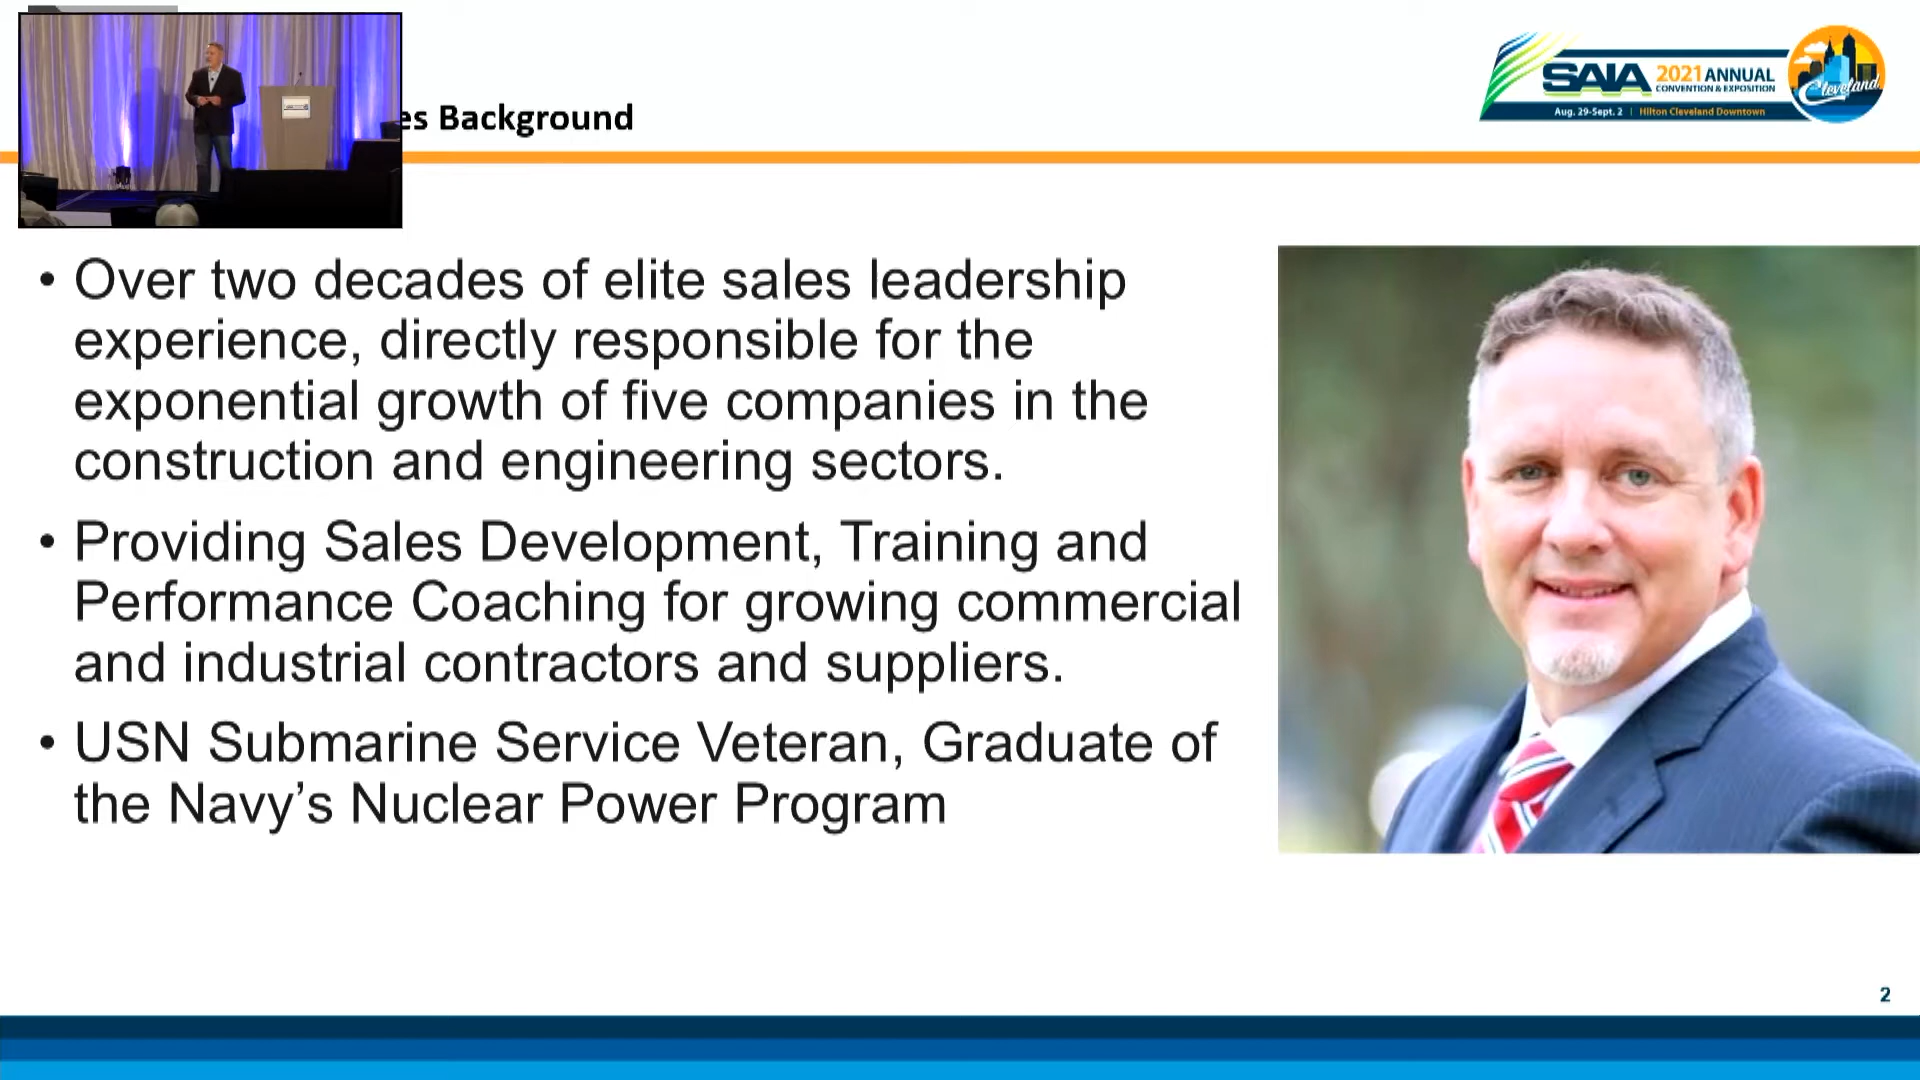 es Background
SAIA 2021 ANNUAL
CONVENTION & EXPOSITION
Aug. 29-Sept. 2 | Hilton Cleveland Downtown
Cleveland
• Over two decades of elite sales leadership
experience, directly responsible for the
exponential growth of five companies in the
construction and engineering sectors.
• Providing Sales Development, Training and
Performance Coaching for growing commercial
and industrial contractors and suppliers.
• USN Submarine Service Veteran, Graduate of
the Navy’s Nuclear Power Program
2